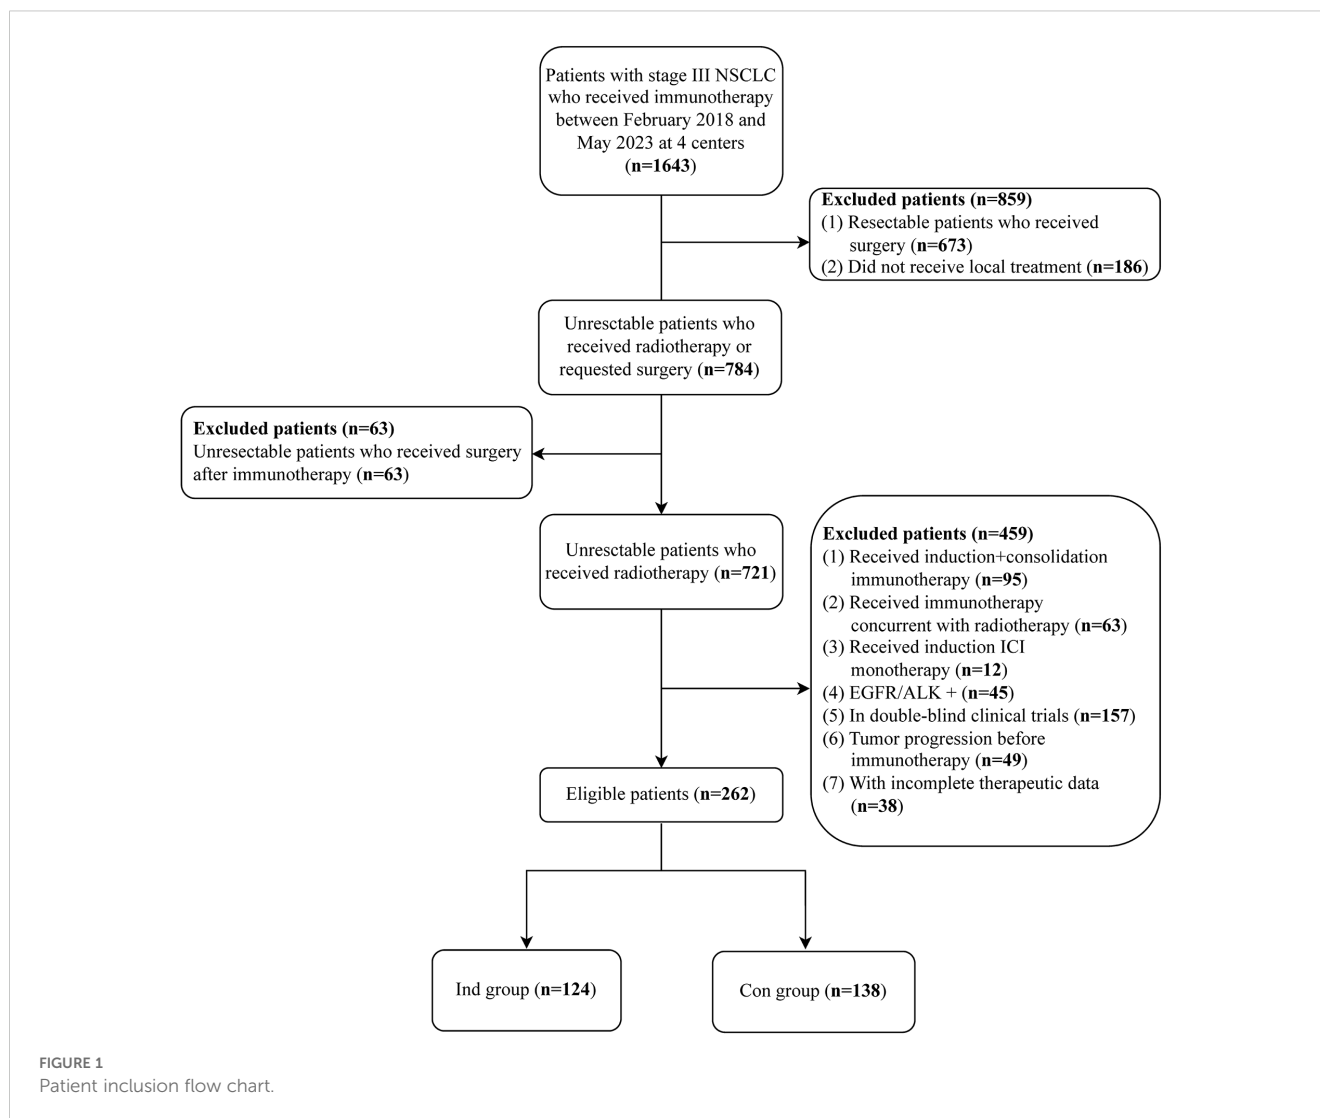 Patients with stage III NSCLC
who received immunotherapy
between February 2018 and
May 2023 at 4 centers
(n=1643)
Excluded patients (n=859)
(1) Resectable patients who received
surgery (n=673)
(2) Did not receive local treatment (n=186)
Unresctable patients who
received radiotherapy or
requested surgery (n=784)
Excluded patients (n=63)
Unresectable patients who received surgery
after immunotherapy (n=63)
Unresctable patients who
received radiotherapy (n=721)
Excluded patients (n=459)
(1) Received induction+consolidation
immunotherapy (n=95)
(2) Received immunotherapy
concurrent with radiotherapy (n=63)
(3) Received induction ICI
monotherapy (n=12)
(4) EGFR/ALK + (n=45)
(5) In double-blind clinical trials (n=157)
(6) Tumor progression before
immunotherapy (n=49)
(7) With incomplete therapeutic data
(n=38)
Eligible patients (n=262)
Ind group (n=124)
Con group (n=138)
FIGURE 1
Patient inclusion flow chart.